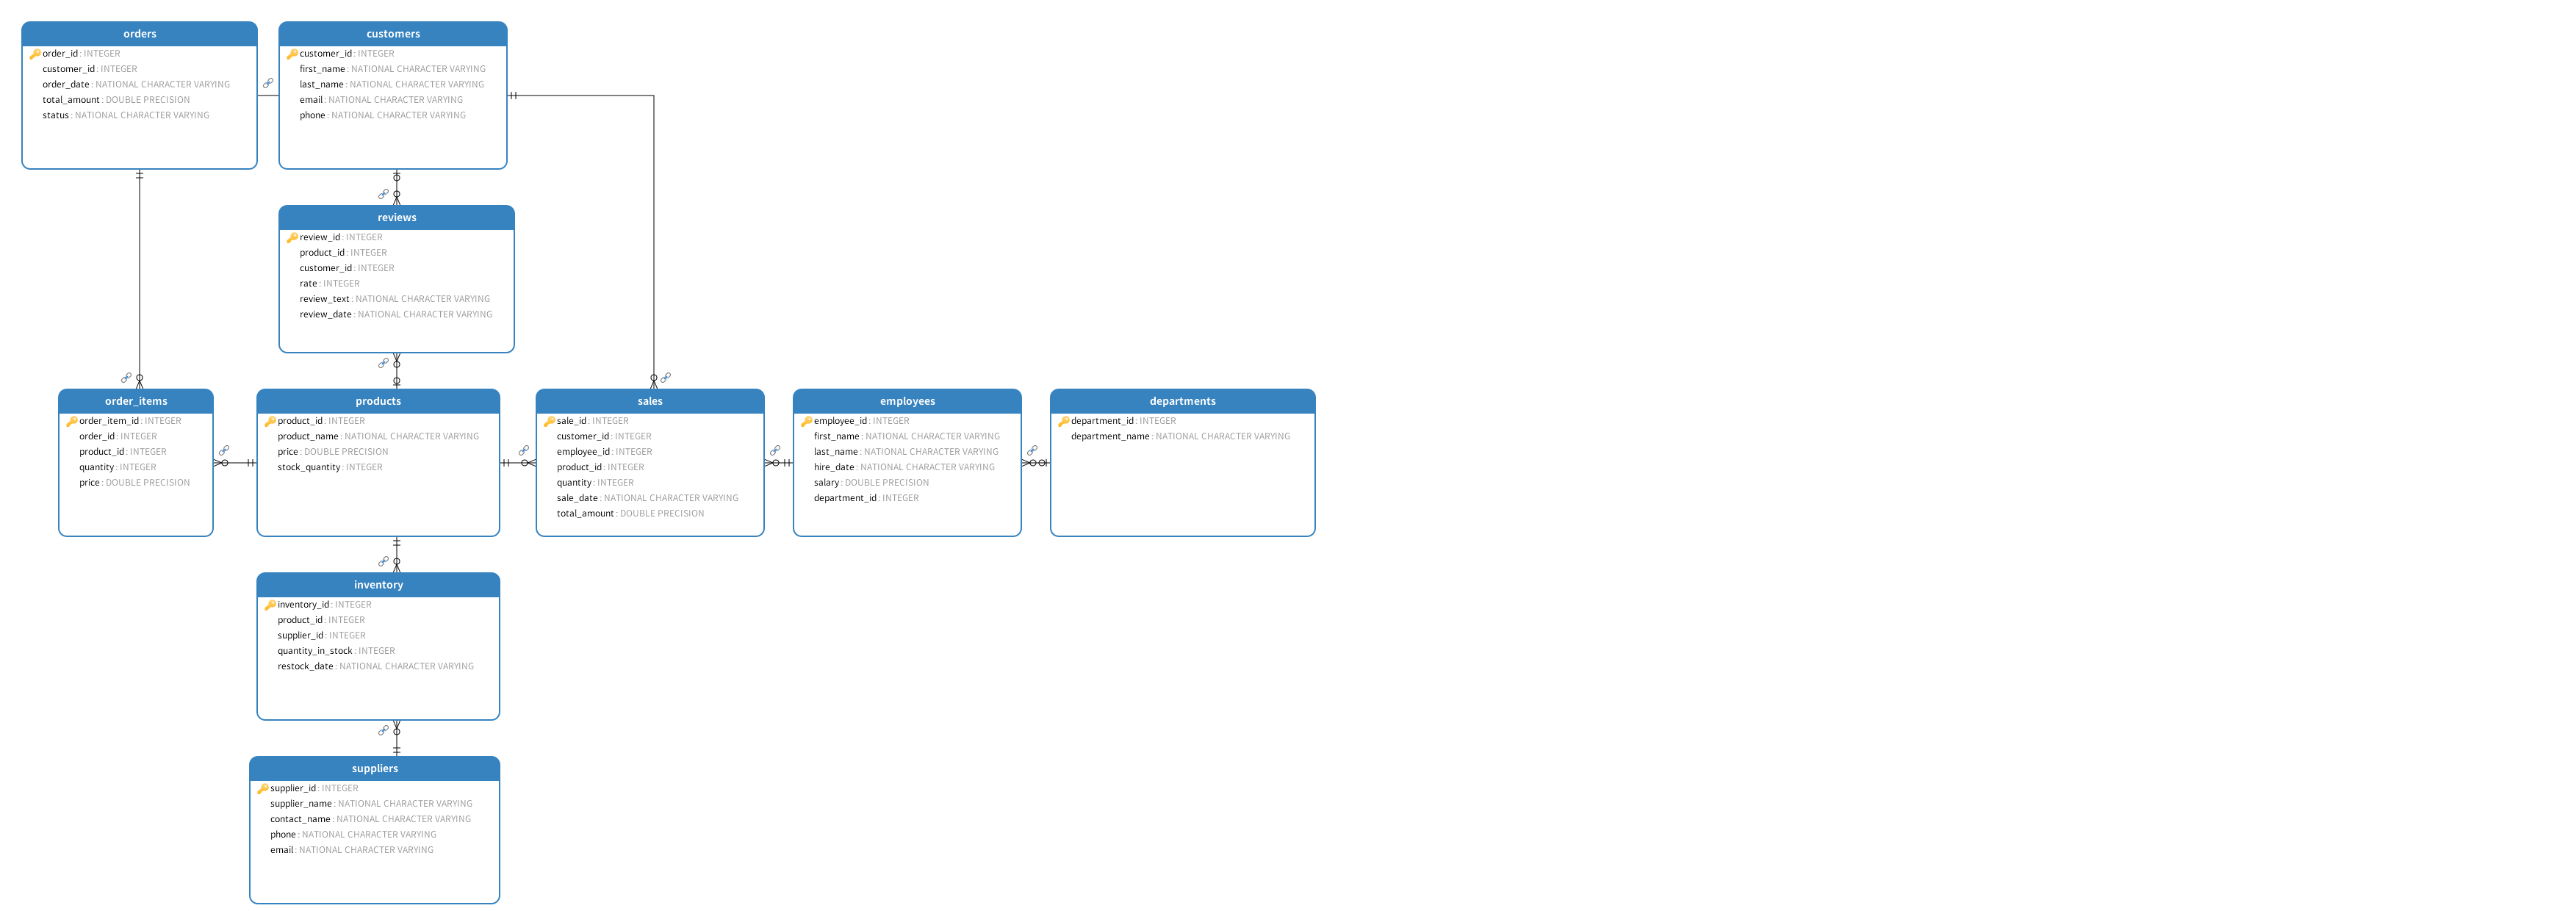 orders
order_id : INTEGER
customer_id : INTEGER
order_date : NATIONAL CHARACTER VARYING
total_amount : DOUBLE PRECISION
status : NATIONAL CHARACTER VARYING
customers
customer_id : INTEGER
first_name : NATIONAL CHARACTER VARYING
last_name : NATIONAL CHARACTER VARYING
email : NATIONAL CHARACTER VARYING
phone : NATIONAL CHARACTER VARYING
reviews
review_id : INTEGER
product_id : INTEGER
customer_id : INTEGER
rate : INTEGER
review_text : NATIONAL CHARACTER VARYING
review_date : NATIONAL CHARACTER VARYING
order_items
order_item_id : INTEGER
order_id : INTEGER
product_id : INTEGER
quantity : INTEGER
price : DOUBLE PRECISION
products
product_id : INTEGER
product_name : NATIONAL CHARACTER VARYING
price : DOUBLE PRECISION
stock_quantity : INTEGER
sales
sale_id : INTEGER
customer_id : INTEGER
employee_id : INTEGER
product_id : INTEGER
quantity : INTEGER
sale_date : NATIONAL CHARACTER VARYING
total_amount : DOUBLE PRECISION
employees
employee_id : INTEGER
first_name : NATIONAL CHARACTER VARYING
last_name : NATIONAL CHARACTER VARYING
hire_date : NATIONAL CHARACTER VARYING
salary : DOUBLE PRECISION
department_id : INTEGER
departments
department_id : INTEGER
department_name : NATIONAL CHARACTER VARYING
inventory
inventory_id : INTEGER
product_id : INTEGER
supplier_id : INTEGER
quantity_in_stock : INTEGER
restock_date : NATIONAL CHARACTER VARYING
suppliers
supplier_id : INTEGER
supplier_name : NATIONAL CHARACTER VARYING
contact_name : NATIONAL CHARACTER VARYING
phone : NATIONAL CHARACTER VARYING
email : NATIONAL CHARACTER VARYING